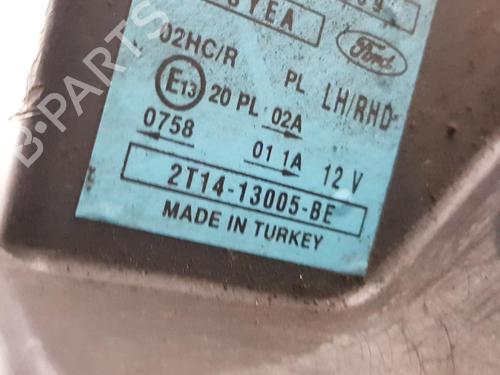 SYEA
Ford
02HC/R
PL
LH/RHD
E13
20 PL
02A
0758
01 1A
12 V
2T14-13005-BE
MADE IN TURKEY
B-PARTS